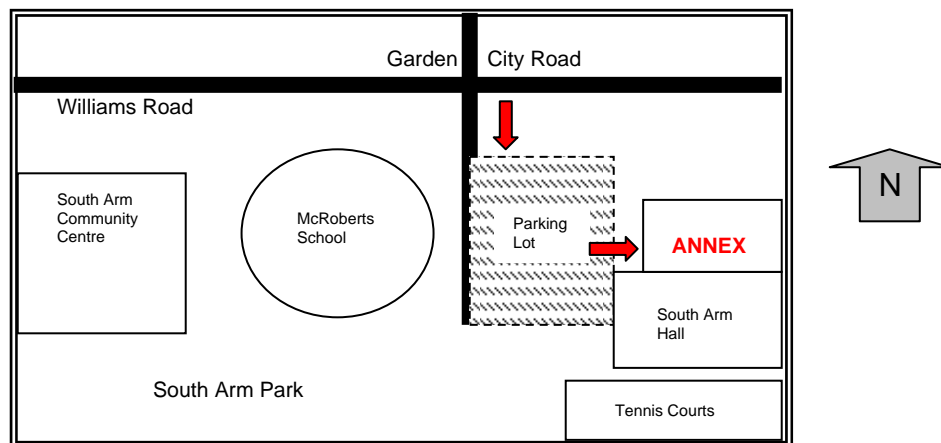 Garden City Road
Williams Road
N
South Arm
Community
Centre
McRoberts
School
Parking
Lot
ANNEX
South Arm
Hall
South Arm Park
Tennis Courts